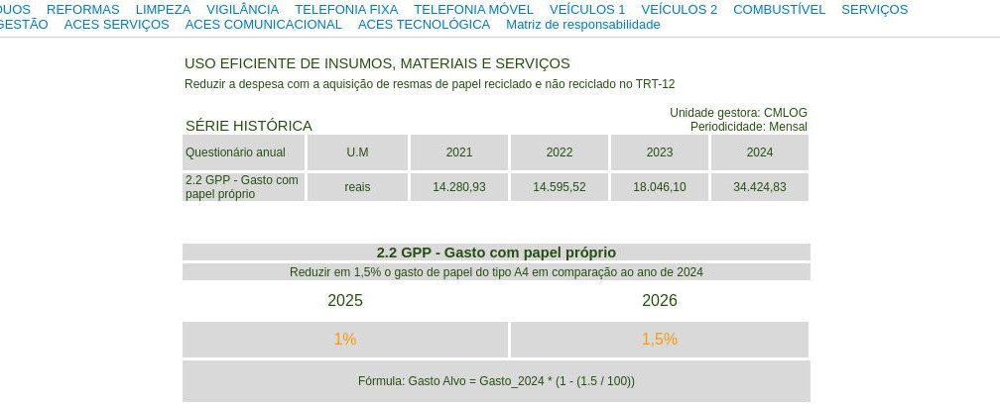 REFORMAS LIMPEZA VIGILÂNCIA TELEFONIA FIXA TELEFONIA MÓVEL VEÍCULOS 1 VEÍCULOS 2 COMBUSTÍVEL SERVIÇOS
GESTÃO ACES SERVIÇOS ACES COMUNICACIONAL ACES TECNOLÓGICA Matriz de responsabilidade
USO EFICIENTE DE INSUMOS, MATERIAIS E SERVIÇOS
Reduzir a despesa com a aquisição de resmas de papel reciclado e não reciclado no TRT-12
Unidade gestora: CMLOG
SÉRIE HISTÓRICA Periodicidade: Mensal
Questionário anual U.M 2021 2022 2023 2024
2.2 GPP - Gasto com
papel próprio reais 14.280,93 14.595,52 18.046,10 34.424,83
2.2 GPP - Gasto com papel próprio
Reduzir em 1,5% o gasto de papel do tipo A4 em comparação ao ano de 2024
2025 2026
1% 1,5%
Fórmula: Gasto Alvo = Gasto_2024 * (1 - (1.5 / 100))